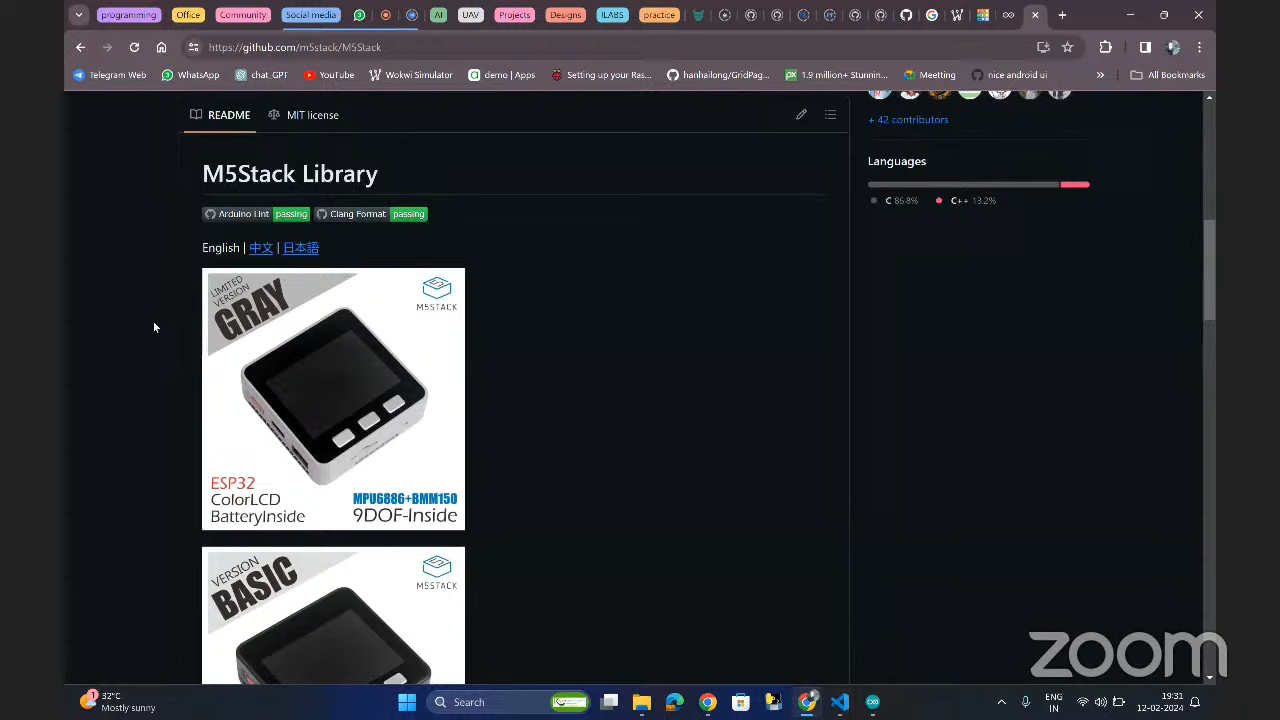 programming Office Community Social media AI UAV Projects Designs ILABS practice
https://github.com/m5stack/M5Stack
Telegram Web WhatsApp chat_GPT YouTube Wokwi Simulator demo | Apps Setting up your Ras... hanhailong/GridPag... 1.9 million+ Stunnin... Meetting nice android ui » All Bookmarks
README MIT license
+ 42 contributors
Languages
C 86.8% C++ 13.2%
M5Stack Library
Arduino Lint passing Clang Format passing
English | 中文 | 日本語
LIMITED
VERSION
GRAY
M5STACK
ESP32
ColorLCD
BatteryInside
MPU6886+BMM150
9DOF-Inside
VERSION
BASIC
M5STACK
zoom
1
32°C
Mostly sunny
Search
ENG
IN
19:31
12-02-2024